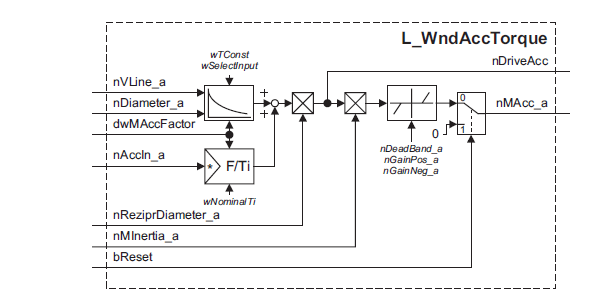 L_WndAccTorque
wTConst
wSelectInput
nDriveAcc
nVLine_a
nDiameter_a
dwMAccFactor
nAccIn_a
+
+
0
1
0
nMAcc_a
nDeadBand_a
nGainPos_a
nGainNeg_a
* F/Ti
wNominalTi
nReziprDiameter_a
nMInertia_a
bReset